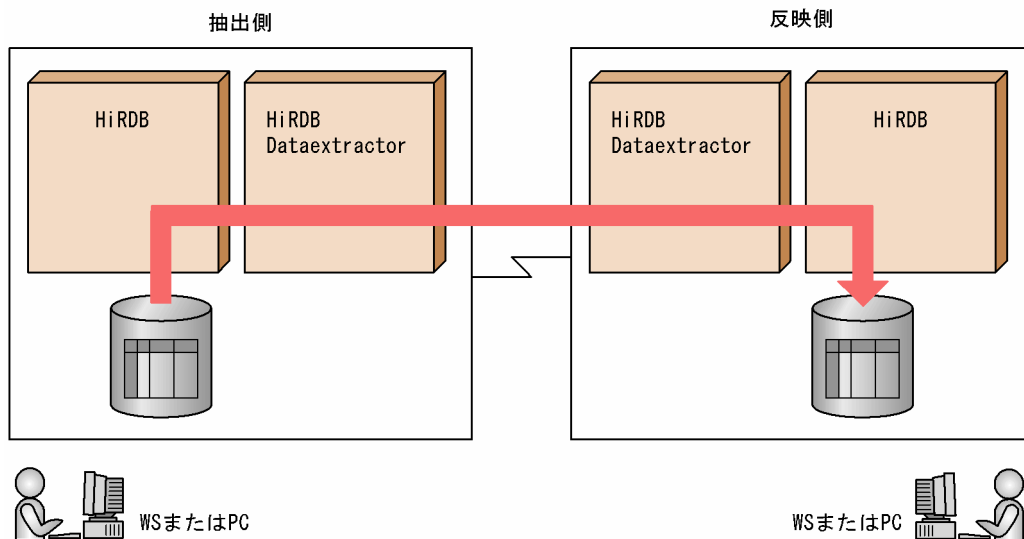 抽出側
反映側
HiRDB
HiRDB
Dataextractor
HiRDB
Dataextractor
HiRDB
WSまたはPC
WSまたはPC